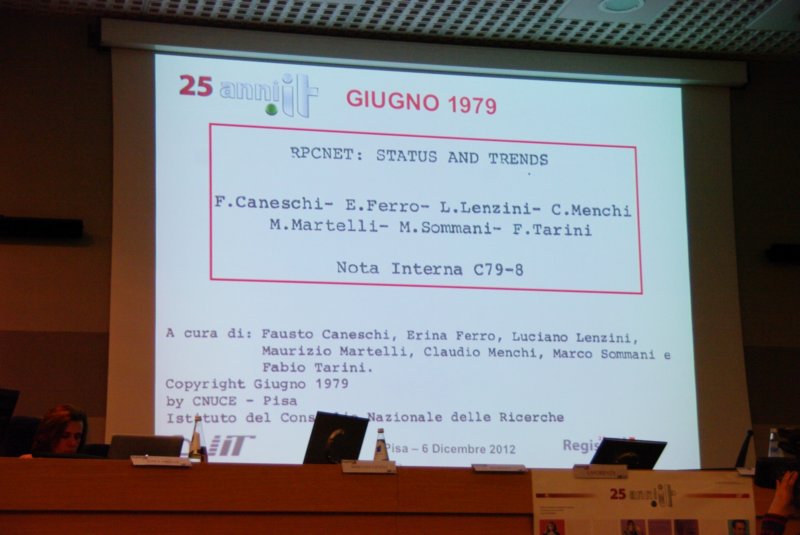 25 anni .it
GIUGNO 1979
RPCNET: STATUS AND TRENDS
F.Caneschi- E.Ferro- L.Lenzini- C.Menchi
M.Martelli- M.Sommani- F.Tarini
Nota Interna C79-8
A cura di: Fausto Caneschi, Erina Ferro, Luciano Lenzini,
Maurizio Martelli, Claudio Menchi, Marco Sommani e
Fabio Tarini.
Copyright Giugno 1979
by CNUCE - Pisa
Istituto del Cons Nazionale delle Ricerche
IIT
Pisa – 6 Dicembre 2012
Regis
25 anni .it